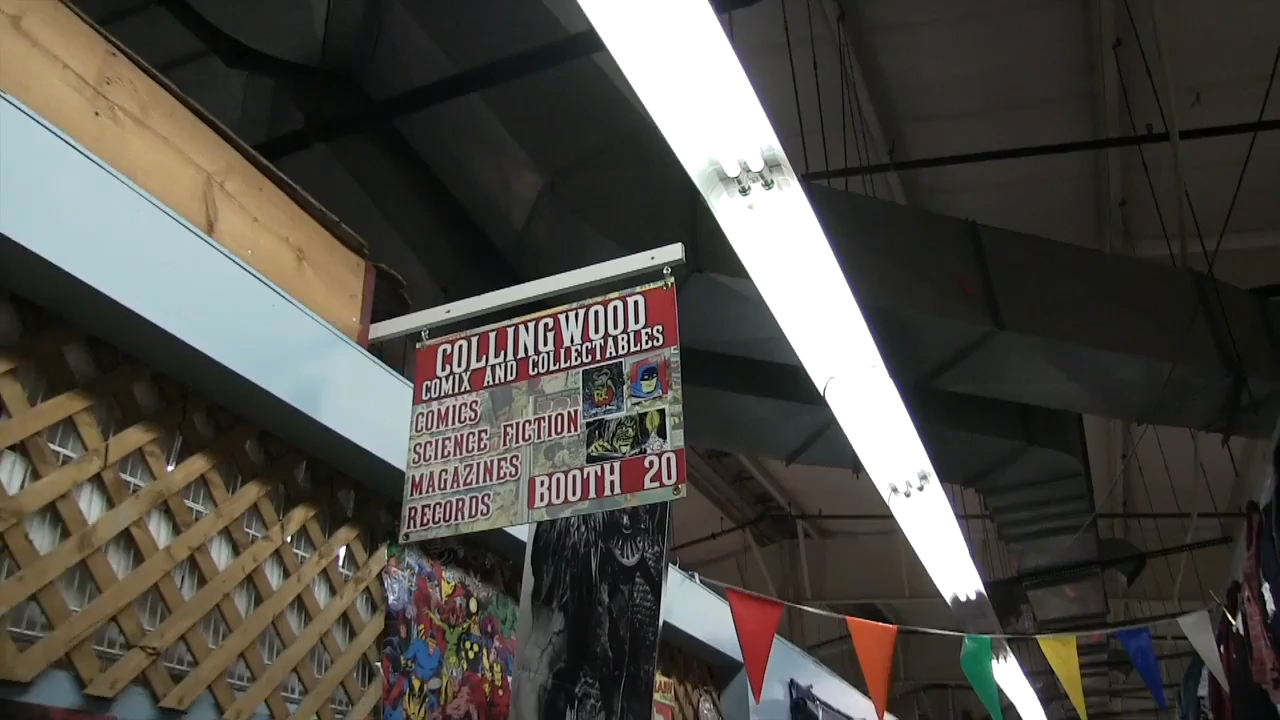 COLLINGWOOD
COMIX AND COLLECTABLES
COMICS
SCIENCE FICTION
MAGAZINES
RECORDS
BOOTH 20